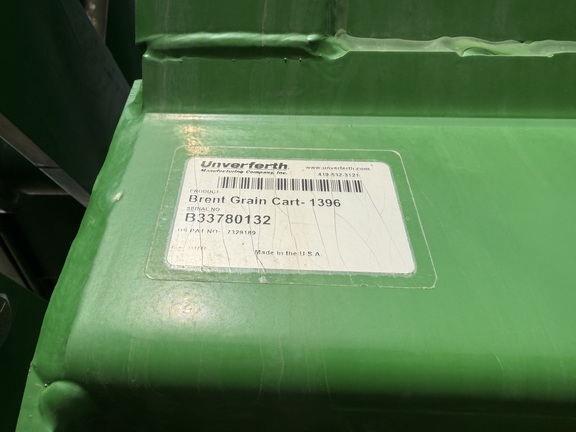 Unverferth www.unverferth.com
Manufacturing Company, Inc. 419-532-3121
PRODUCT
Brent Grain Cart- 1396
SERIAL NO
B33780132
US PAT NO: 7329189
Made in the U.S.A